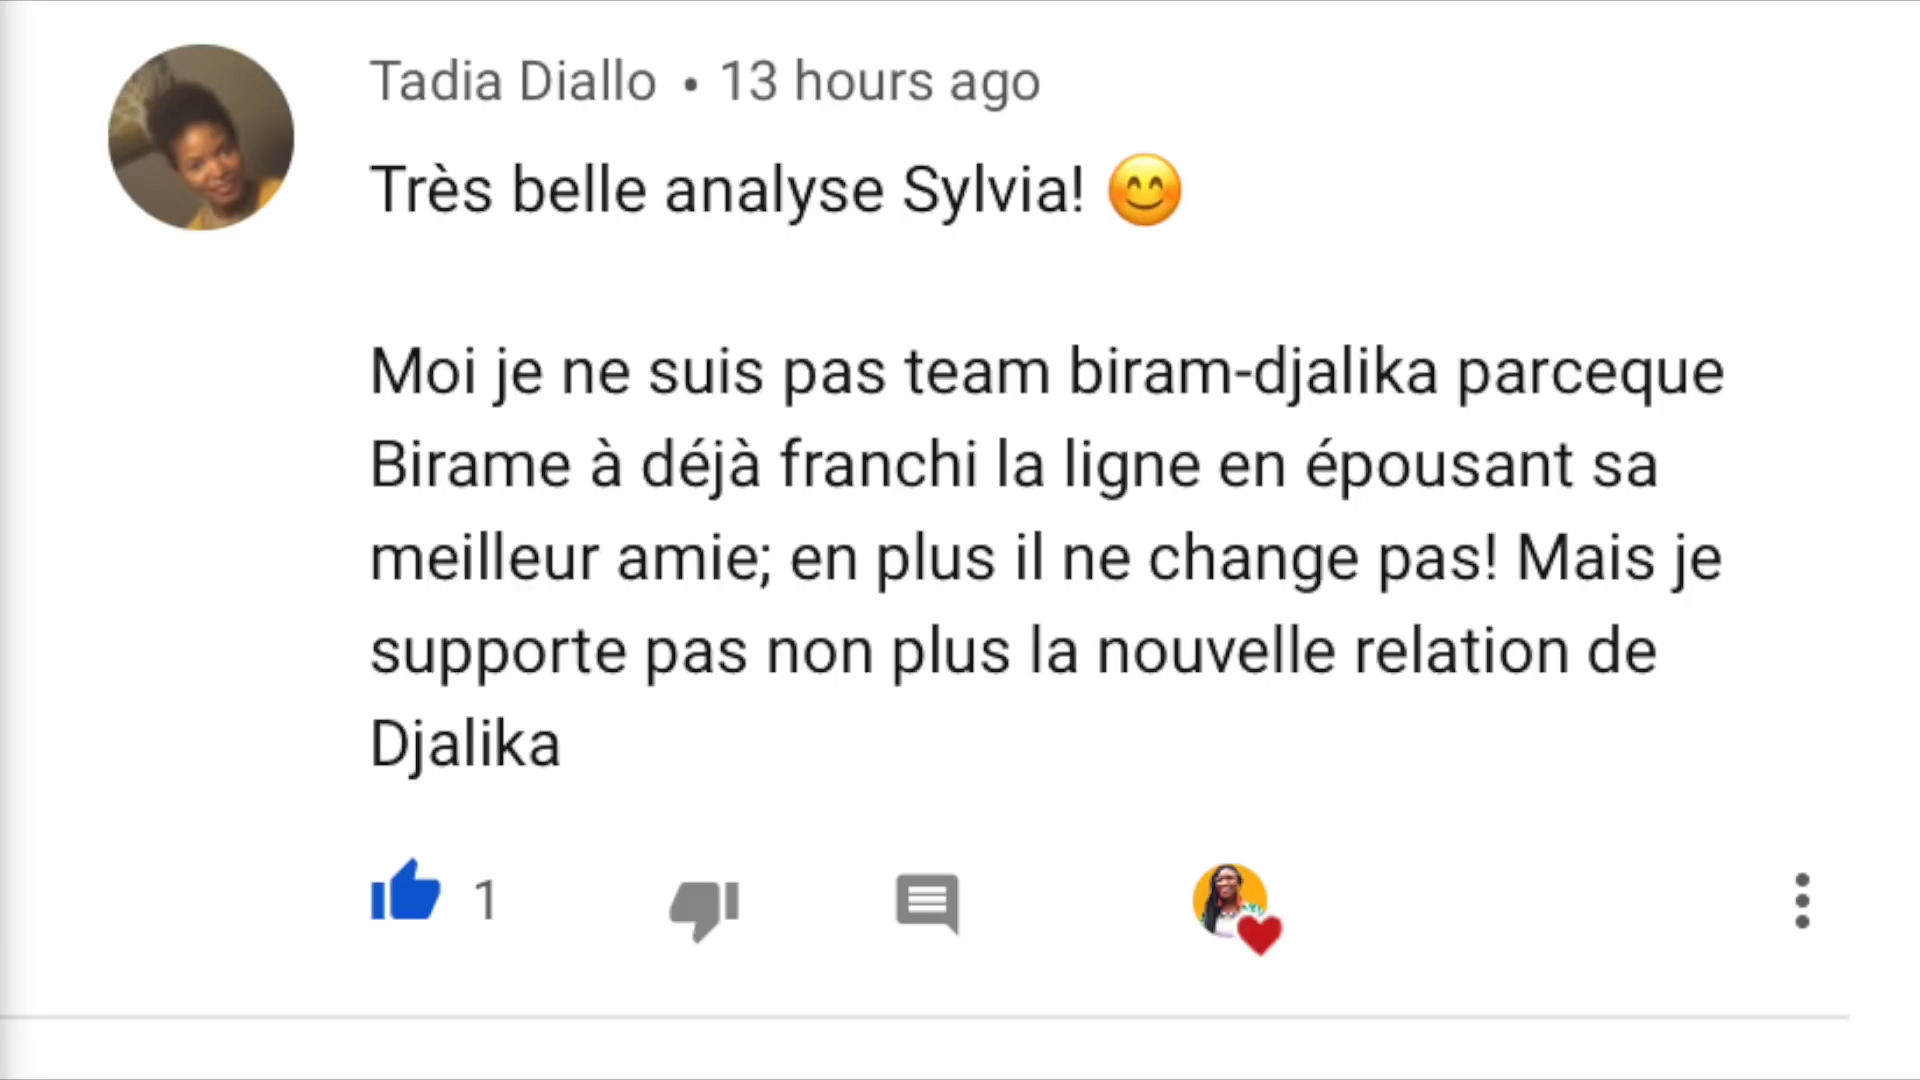 Tadia Diallo • 13 hours ago
Très belle analyse Sylvia! 😊
Moi je ne suis pas team biram-djalika parceque
Birame à déjà franchi la ligne en épousant sa
meilleur amie; en plus il ne change pas! Mais je
supporte pas non plus la nouvelle relation de
Djalika
1